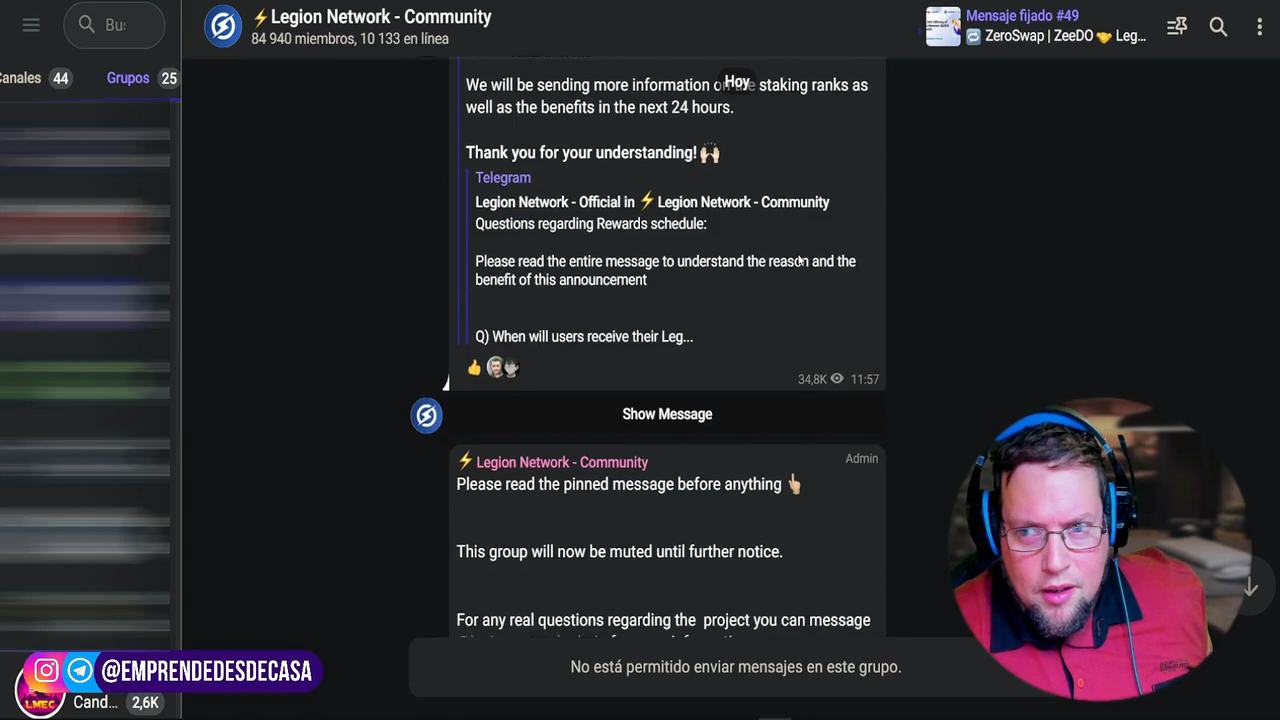 Bu:
⚡Legion Network - Community
84 940 miembros, 10 133 en línea
Mensaje fijado #49
ZeroSwap | ZeeDO 🤝 Leg...
Canales 44
Grupos 25
Hoy
We will be sending more information on the staking ranks as
well as the benefits in the next 24 hours.
Thank you for your understanding! 🙌🏻
Telegram
Legion Network - Official in ⚡Legion Network - Community
Questions regarding Rewards schedule:
Please read the entire message to understand the reason and the
benefit of this announcement
Q) When will users receive their Leg...
34,8K 11:57
Show Message
⚡Legion Network - Community
Admin
Please read the pinned message before anything 👆🏻
This group will now be muted until further notice.
For any real questions regarding the project you can message
No está permitido enviar mensajes en este grupo.
@EMPRENDEDESDECASA
LMEC
Cand... 2,6K